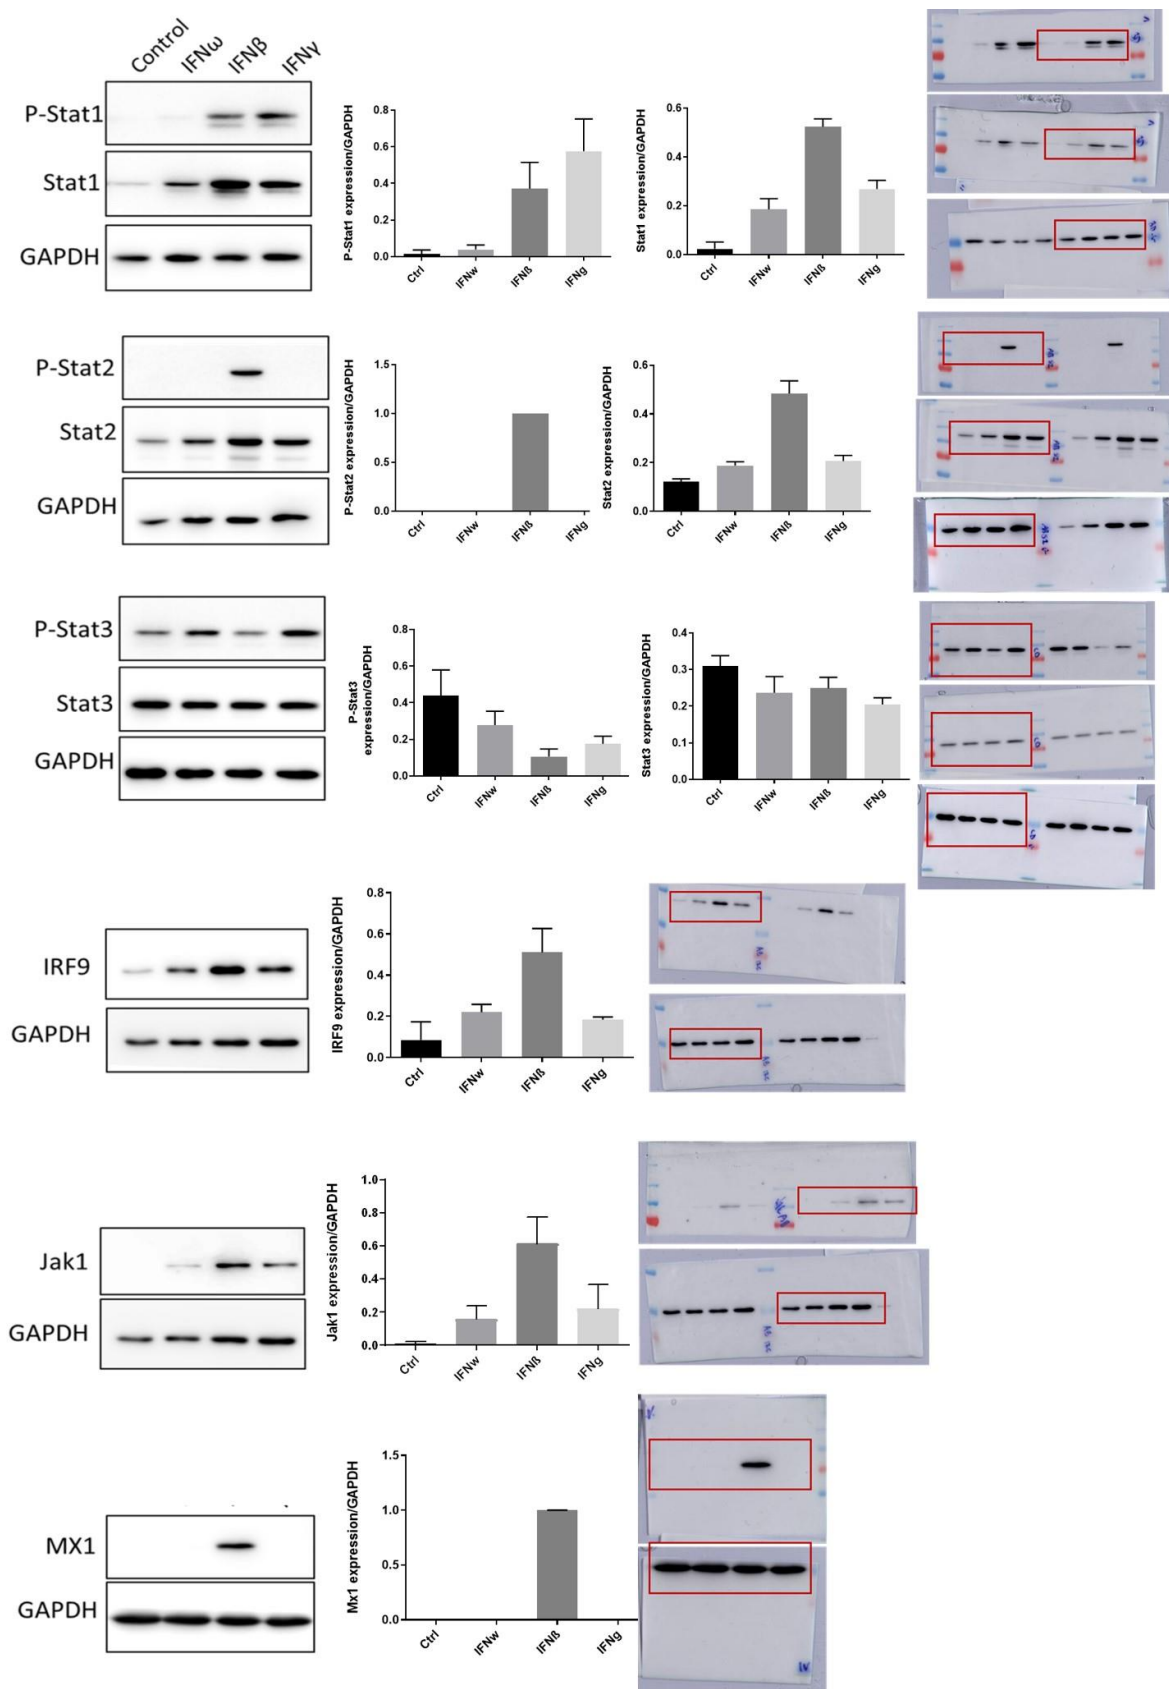 Control IFNω IFNβ IFNγ
P-Stat1
Stat1
GAPDH
P-Stat1 expression/GAPDH
0.8
0.6
0.4
0.2
0.0
Ctrl IFNw IFNß IFNg
Stat1 expression/GAPDH
0.6
0.4
0.2
0.0
Ctrl IFNw IFNß IFNg
P-Stat2
Stat2
GAPDH
P-Stat2 expression/GAPDH
1.5
1.0
0.5
0.0
Ctrl IFNw IFNß IFNg
Stat2 expression/GAPDH
0.6
0.4
0.2
0.0
Ctrl IFNw IFNß IFNg
P-Stat3
Stat3
GAPDH
P-Stat3
expression/GAPDH
0.8
0.6
0.4
0.2
0.0
Ctrl IFNw IFNß IFNg
Stat3 expression/GAPDH
0.4
0.3
0.2
0.1
0.0
Ctrl IFNw IFNß IFNg
IRF9
GAPDH
IRF9 expression/GAPDH
0.8
0.6
0.4
0.2
0.0
Ctrl IFNw IFNß IFNg
Jak1
GAPDH
Jak1 expression/GAPDH
1.0
0.8
0.6
0.4
0.2
0.0
Ctrl IFNw IFNß IFNg
MX1
GAPDH
Mx1 expression/GAPDH
1.5
1.0
0.5
0.0
Ctrl IFNw IFNß IFNg